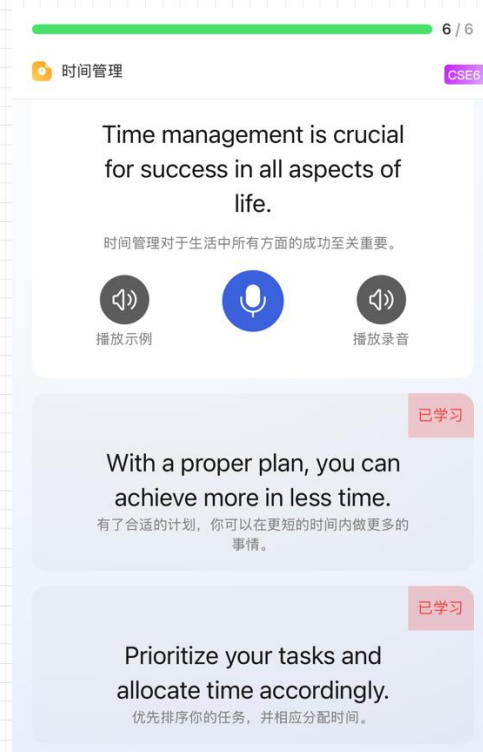 6 / 6
时间管理
CSE6
Time management is crucial
for success in all aspects of
life.
时间管理对于生活中所有方面的成功至关重要。
播放示例
播放录音
已学习
With a proper plan, you can
achieve more in less time.
有了合适的计划，你可以在更短的时间内做更多的
事情。
已学习
Prioritize your tasks and
allocate time accordingly.
优先排序你的任务，并相应分配时间。